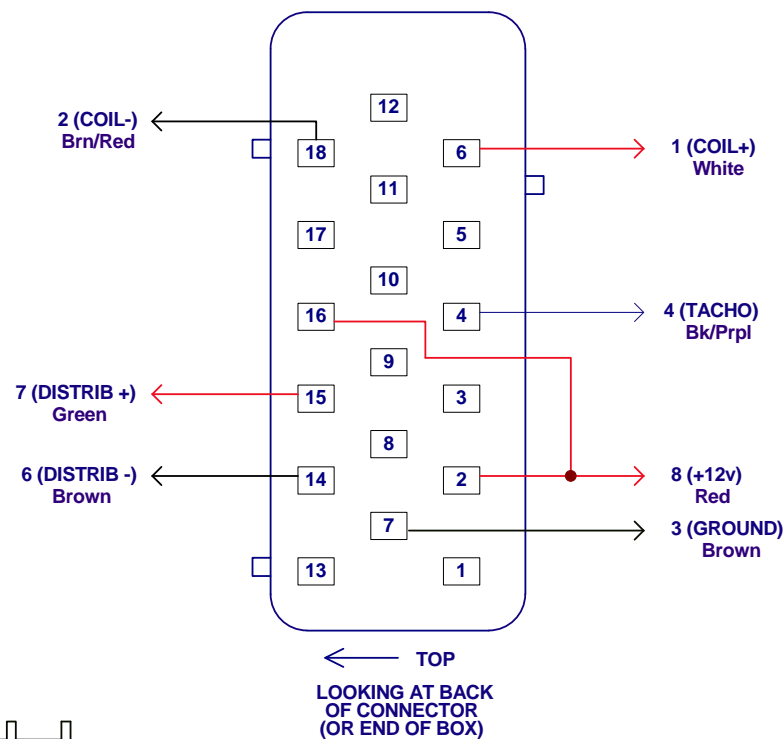 12
2 (COIL-)
Brn/Red
18
6
1 (COIL+)
White
11
17
5
10
16
4
4 (TACHO)
Bk/Prpl
9
7 (DISTRIB +)
Green
15
3
8
6 (DISTRIB -)
Brown
14
2
8 (+12v)
Red
7
3 (GROUND)
Brown
13
1
TOP
LOOKING AT BACK
OF CONNECTOR
(OR END OF BOX)